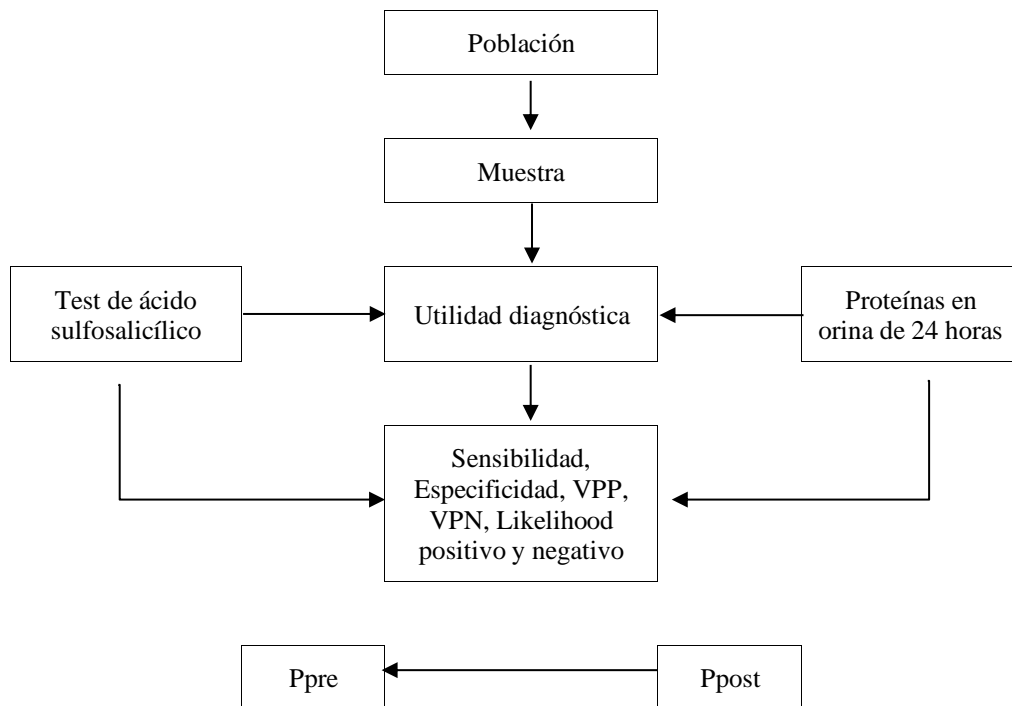 Población
Muestra
Test de ácido
sulfosalicílico
Utilidad diagnóstica
Proteínas en
orina de 24 horas
Sensibilidad,
Especificidad, VPP,
VPN, Likelihood
positivo y negativo
Ppre
Ppost